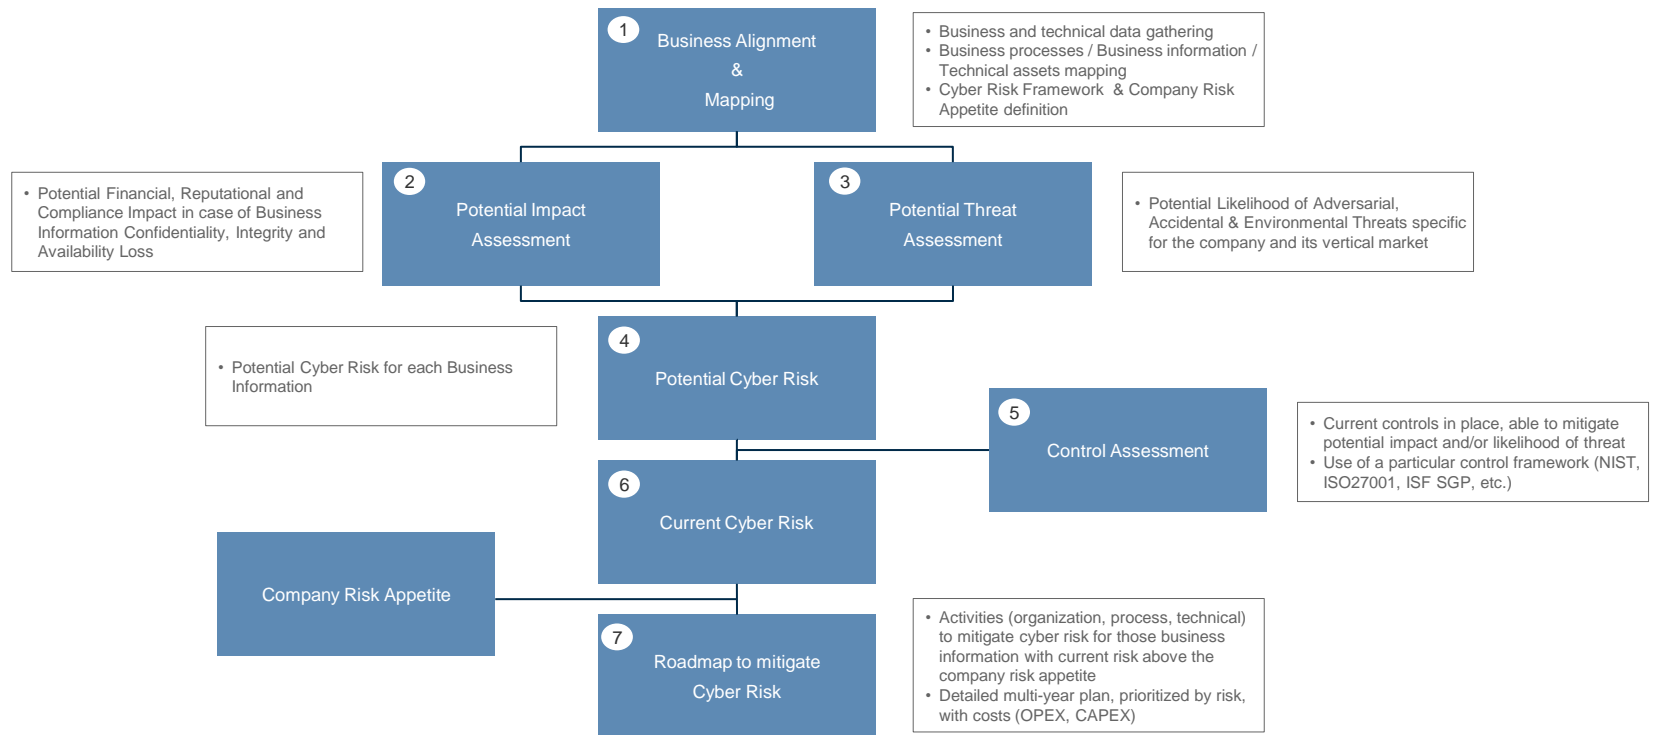 1
Business Alignment
&
Mapping
• Business and technical data gathering
• Business processes / Business information /
Technical assets mapping
• Cyber Risk Framework & Company Risk
Appetite definition
• Potential Financial, Reputational and
Compliance Impact in case of Business
Information Confidentiality, Integrity and
Availability Loss
2
Potential Impact
Assessment
3
Potential Threat
Assessment
• Potential Likelihood of Adversarial,
Accidental & Environmental Threats specific
for the company and its vertical market
• Potential Cyber Risk for each Business
Information
4
Potential Cyber Risk
5
Control Assessment
• Current controls in place, able to mitigate
potential impact and/or likelihood of threat
• Use of a particular control framework (NIST,
ISO27001, ISF SGP, etc.)
6
Current Cyber Risk
Company Risk Appetite
7
Roadmap to mitigate
Cyber Risk
• Activities (organization, process, technical)
to mitigate cyber risk for those business
information with current risk above the
company risk appetite
• Detailed multi-year plan, prioritized by risk,
with costs (OPEX, CAPEX)